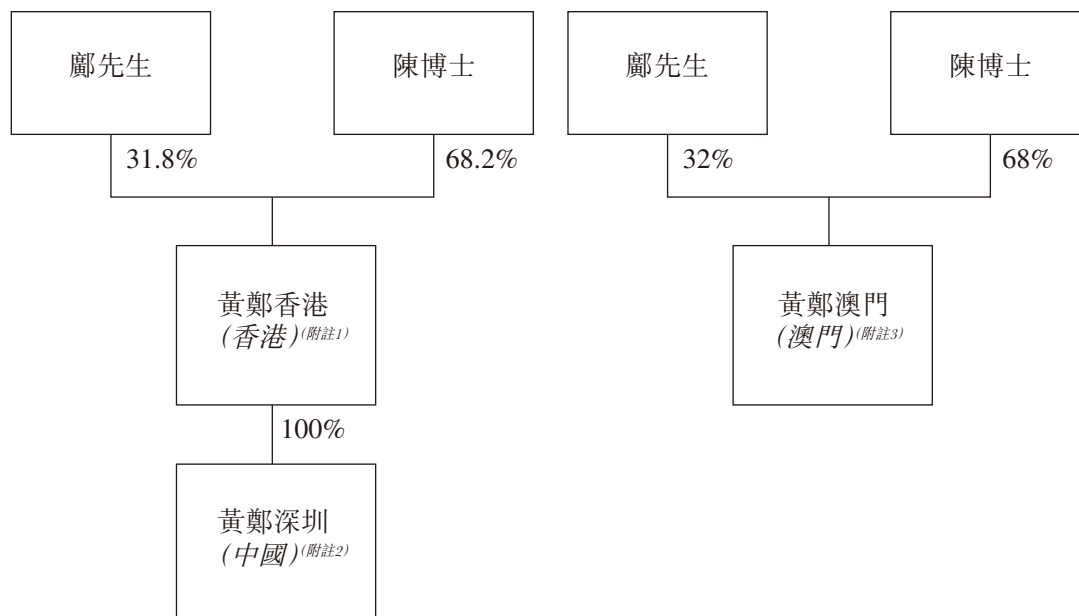 鄺先生
陳博士
鄺先生
陳博士
31.8%
68.2%
32%
68%
黃鄭香港
(香港)(附註1)
黃鄭澳門
(澳門)(附註3)
100%
黃鄭深圳
(中國)(附註2)